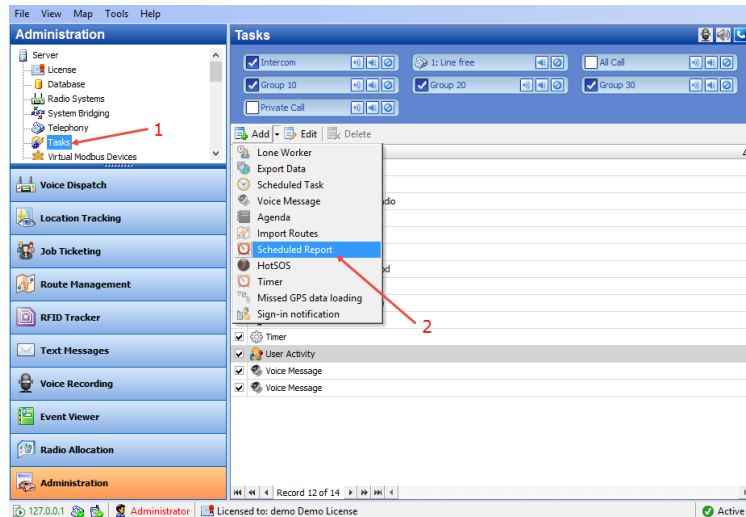 File View Map Tools Help
Administration
Server
License
Database
Radio Systems
System Bridging
Telephony
Tasks
Virtual Modbus Devices
1
Voice Dispatch
Location Tracking
Job Ticketing
Route Management
RFID Tracker
Text Messages
Voice Recording
Event Viewer
Radio Allocation
Administration
Tasks
Intercom
1: Line free
All Call
Group 10
Group 20
Group 30
Private Call
Add Edit Delete
Lone Worker
Export Data
Scheduled Task
Voice Message
Agenda
Import Routes
Scheduled Report
HotSOS
Timer
Missed GPS data loading
Sign-in notification
2
Timer
User Activity
Voice Message
Voice Message
Record 12 of 14
127.0.0.1 Administrator Licensed to: demo Demo License Active